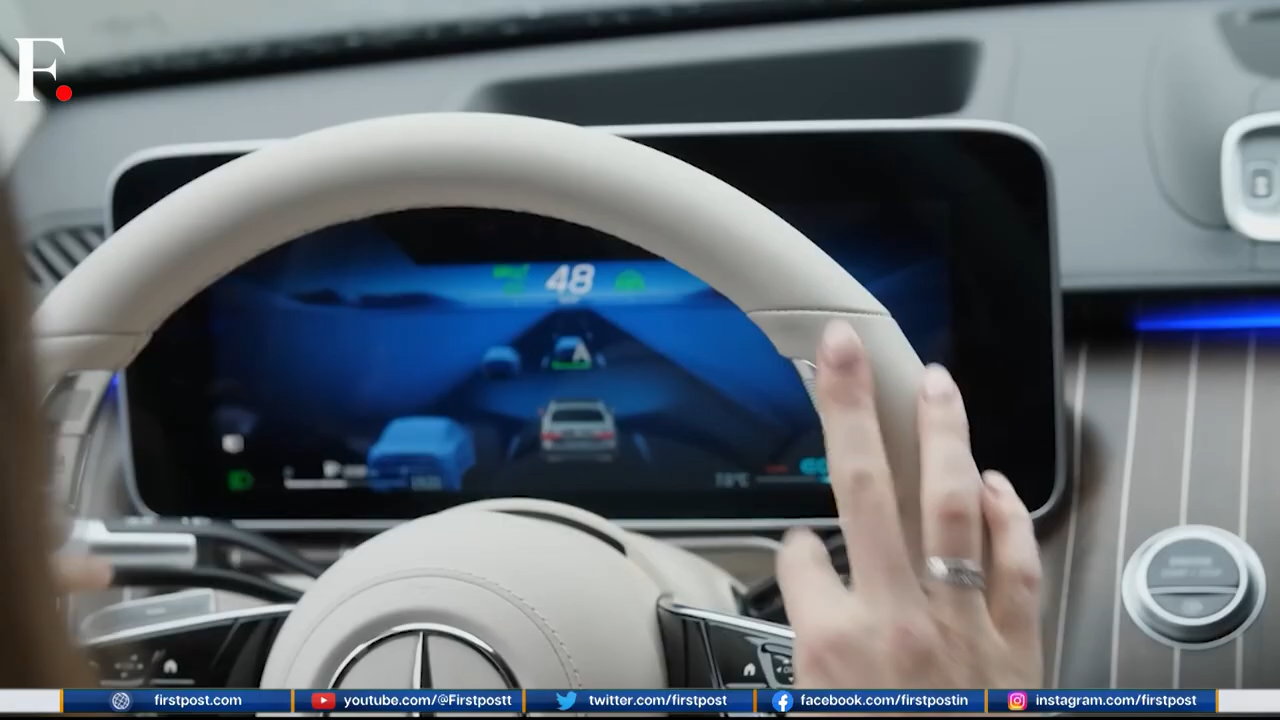 F.
48
firstpost.com
youtube.com/@Firstpostt
twitter.com/firstpost
facebook.com/firstpostin
instagram.com/firstpost